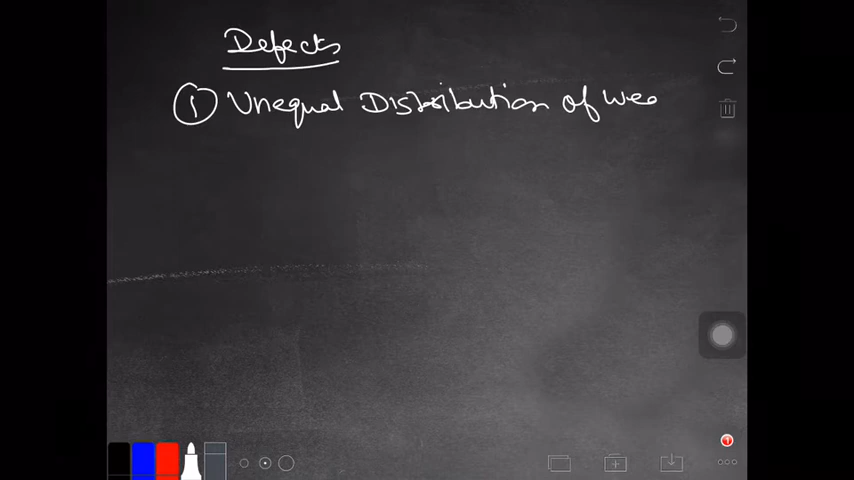 Defects
① Unequal Distribution of Wea